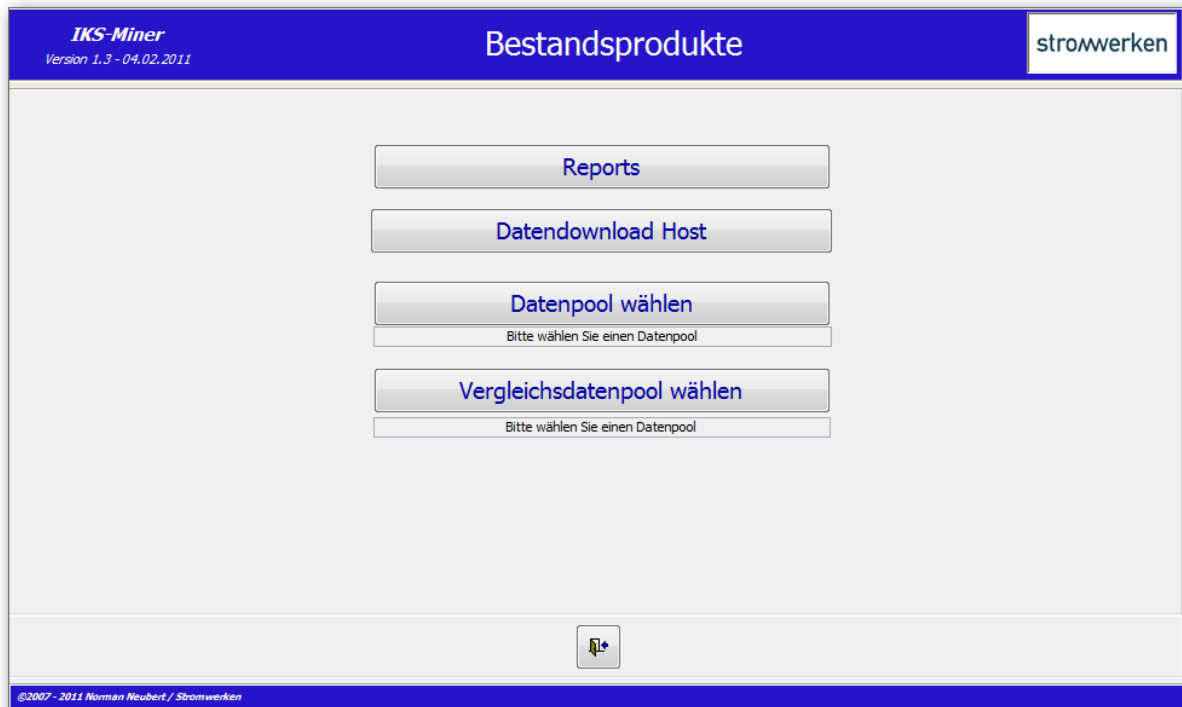 IKS-Miner
Version 1.3 - 04.02.2011
Bestandsprodukte
stromwerken
Reports
Datendownload Host
Datenpool wählen
Bitte wählen Sie einen Datenpool
Vergleichsdatenpool wählen
Bitte wählen Sie einen Datenpool
©2007 - 2011 Norman Neubert / Stromwerken